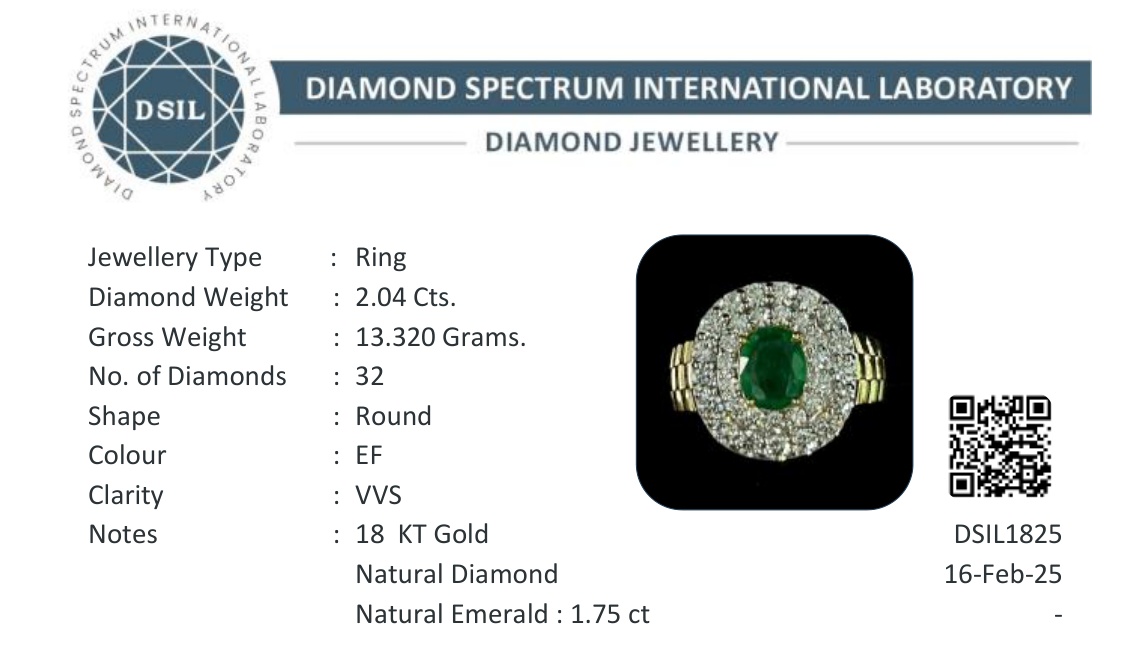 DIAMOND SPECTRUM INTERNATIONAL LABORATORY
DSIL
DIAMOND SPECTRUM INTERNATIONAL LABORATORY
DIAMOND JEWELLERY
Jewellery Type : Ring
Diamond Weight : 2.04 Cts.
Gross Weight : 13.320 Grams.
No. of Diamonds : 32
Shape : Round
Colour : EF
Clarity : VVS
Notes : 18 KT Gold
DSIL1825
Natural Diamond
16-Feb-25
Natural Emerald : 1.75 ct
-